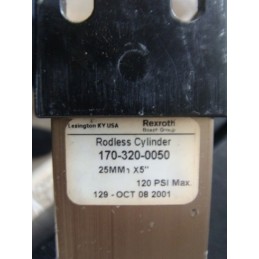 Lexington KY USA Rexroth
Bosch Group
Rodless Cylinder
170-320-0050
25MM, X5"
120 PSI Max.
129 - OCT 08 2001